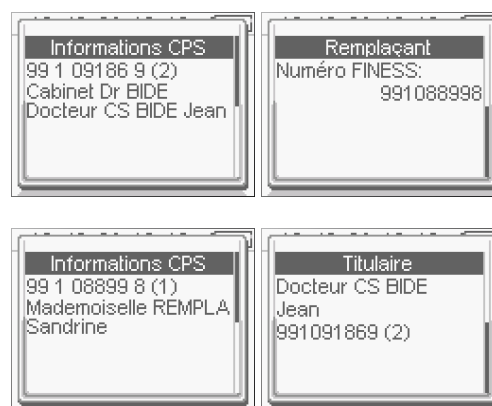 Informations CPS
99 1 09186 9 (2)
Cabinet Dr BIDE
Docteur CS BIDE Jean
Remplaçant
Numéro FINESS:
991088998
Informations CPS
99 1 08899 8 (1)
Mademoiselle REMPLA
Sandrine
Titulaire
Docteur CS BIDE
Jean
991091869 (2)